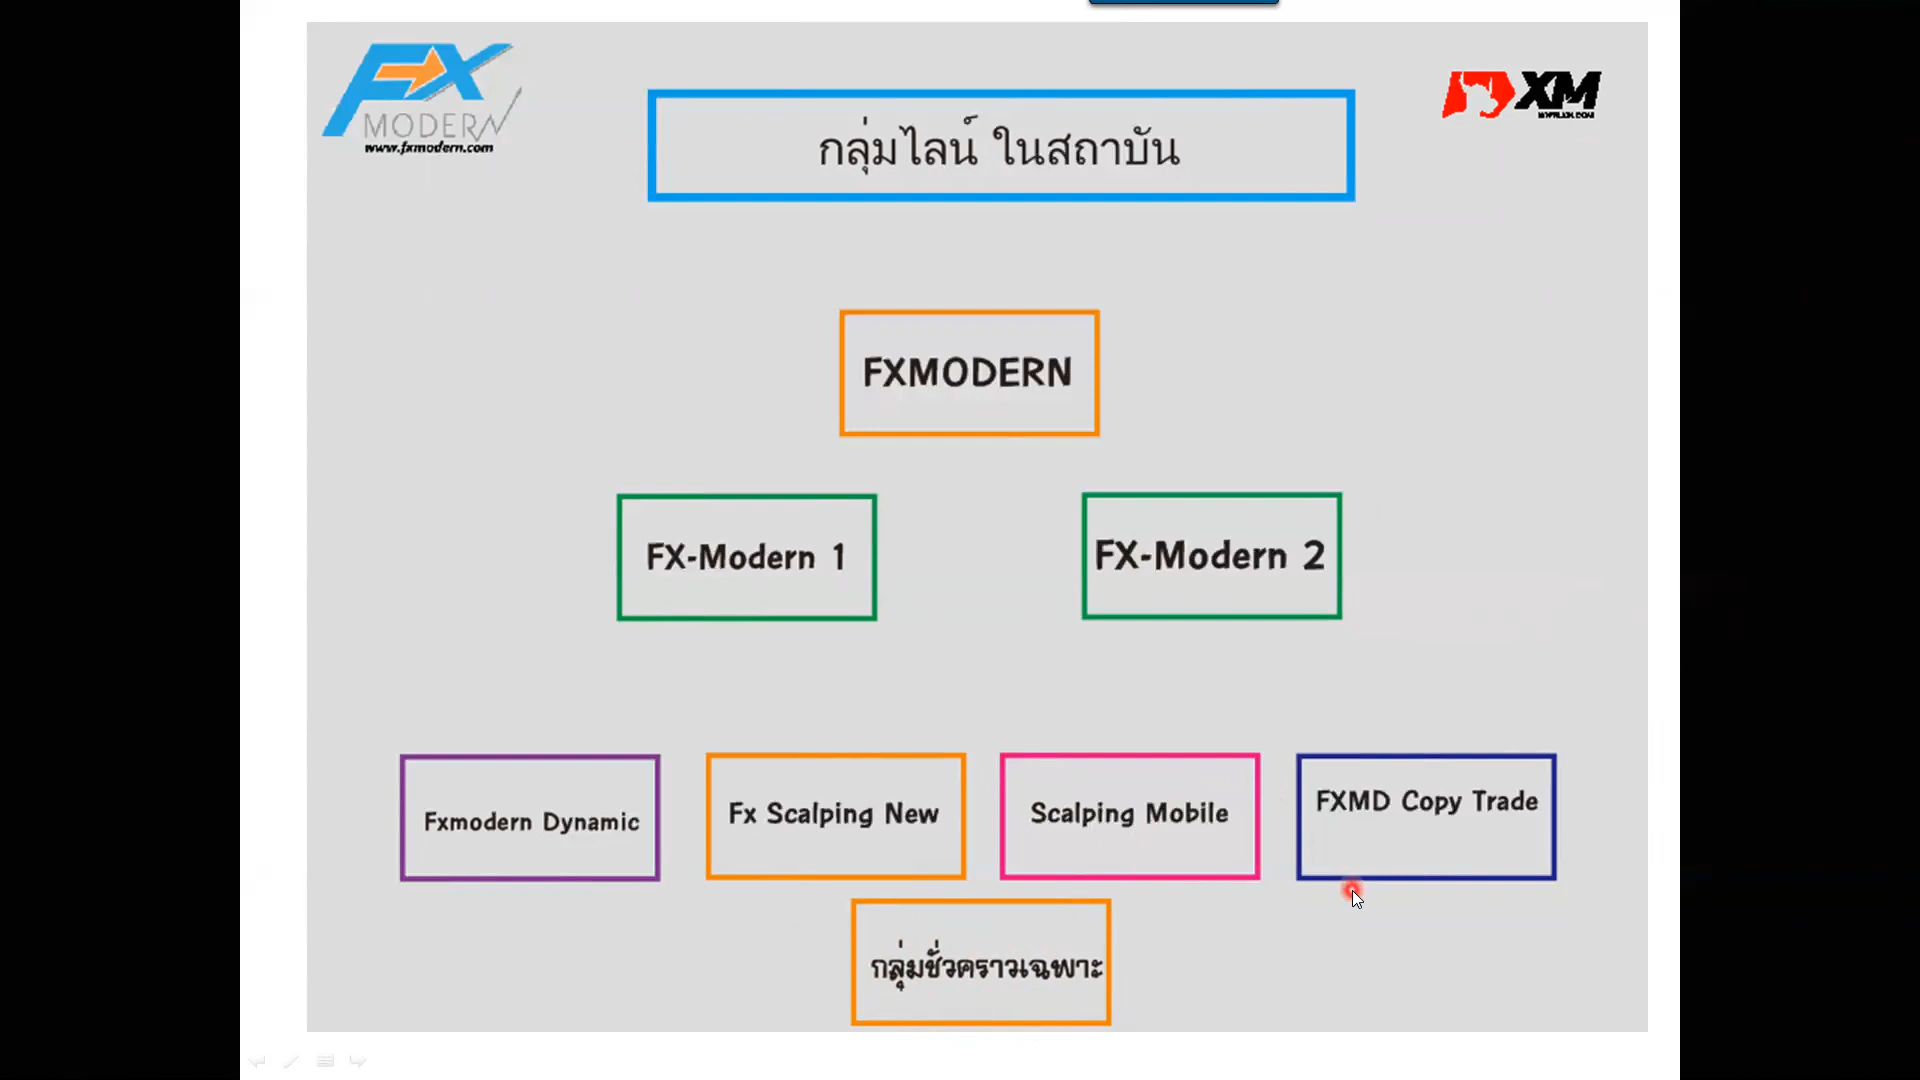 FX
MODERN
www.fxmodern.com
XM
กลุ่มไลน์ ในสถาบัน
FXMODERN
FX-Modern 1
FX-Modern 2
Fxmodern Dynamic
Fx Scalping New
Scalping Mobile
FXMD Copy Trade
กลุ่มชั่วคราวเฉพาะ